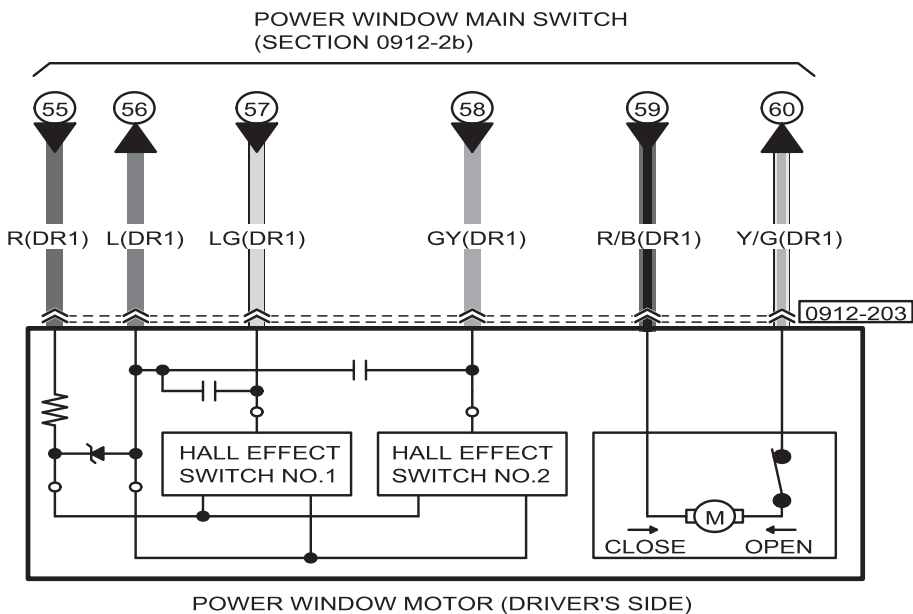 POWER WINDOW MAIN SWITCH
(SECTION 0912-2b)
55 56 57 58 59 60
R(DR1) L(DR1) LG(DR1) GY(DR1) R/B(DR1) Y/G(DR1)
0912-203
HALL EFFECT
SWITCH NO.1
HALL EFFECT
SWITCH NO.2
M
CLOSE OPEN
POWER WINDOW MOTOR (DRIVER'S SIDE)